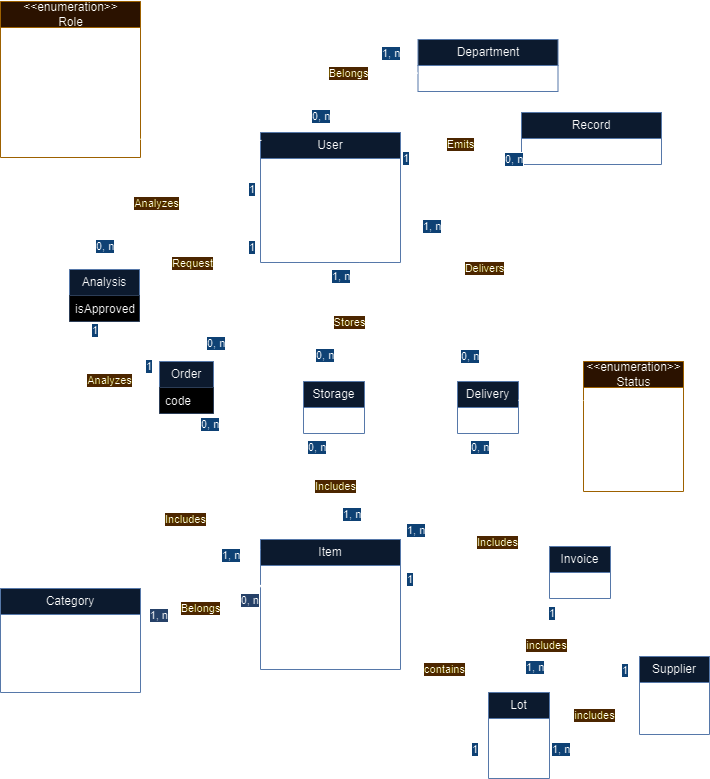 <<enumeration>>
Role
1, n
Department
Belongs
0, n
Record
User
Emits
1
0, n
1
Analyzes
1, n
0, n
1
Request
Delivers
Analysis
1, n
isApproved
Stores
1
0, n
0, n
0, n
1
Order
<<enumeration>>
Status
Analyzes
code
Storage
Delivery
0, n
0, n
0, n
Includes
1, n
Includes
1, n
Includes
1, n
Item
Invoice
1
Category
0, n
Belongs
1, n
1
includes
contains
1, n
1
Supplier
Lot
includes
1
1, n